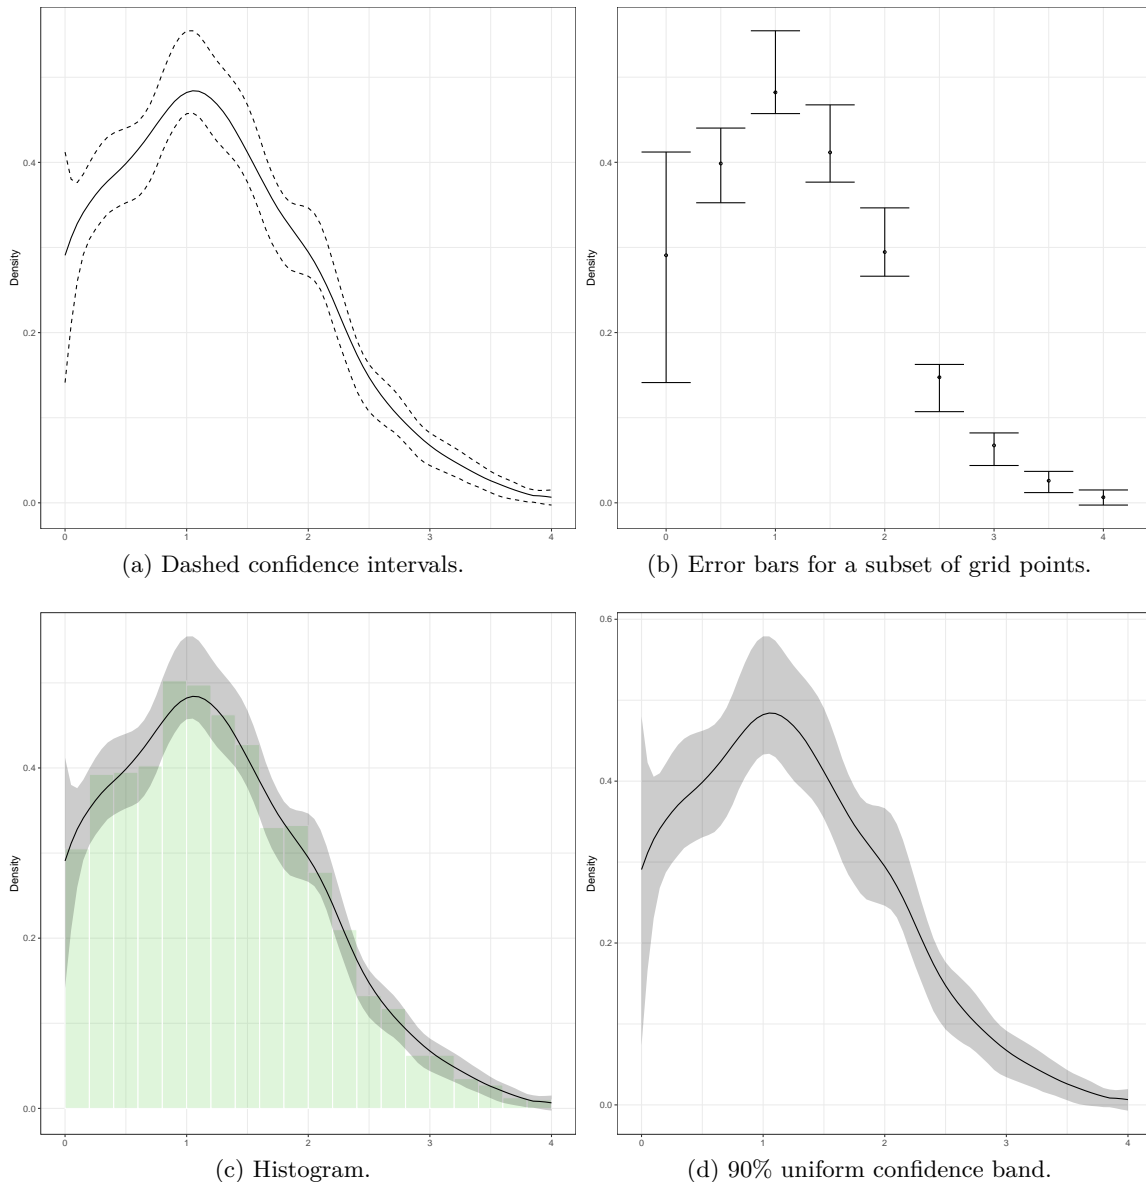 Density
0.4
0.2
0.0
0 1 2 3 4
(a) Dashed confidence intervals.
Density
0.4
0.2
0.0
0 1 2 3 4
(b) Error bars for a subset of grid points.
Density
0.4
0.2
0.0
0 1 2 3 4
(c) Histogram.
Density
0.6
0.4
0.2
0.0
0 1 2 3 4
(d) 90% uniform confidence band.